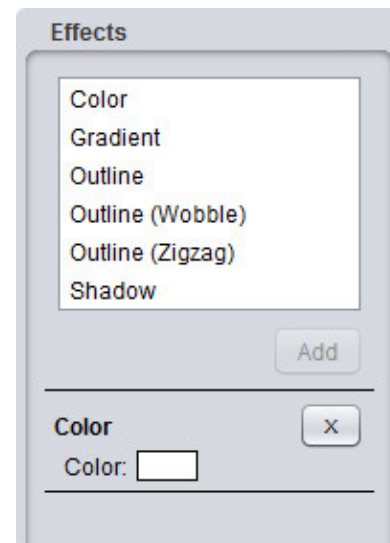 Effects
Color
Gradient
Outline
Outline (Wobble)
Outline (Zigzag)
Shadow
Add
Color X
Color: